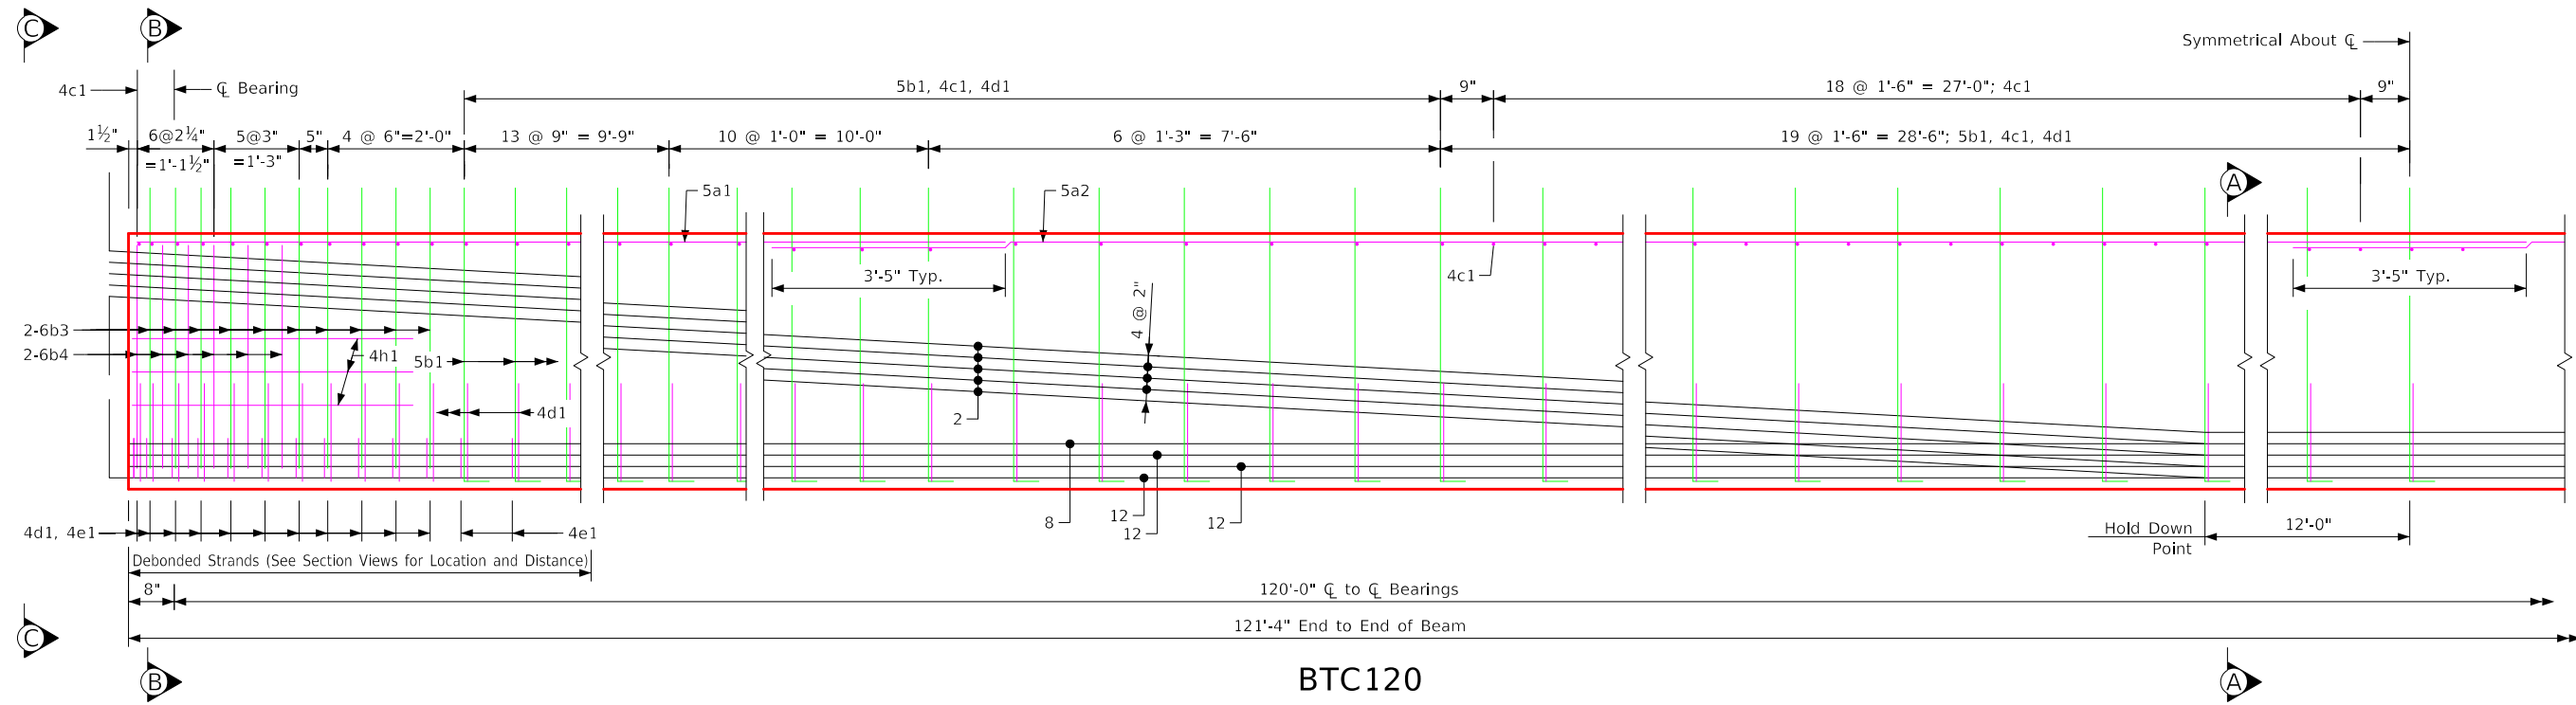 C
B
Symmetrical About ℄
4c1
℄ Bearing
5b1, 4c1, 4d1
9"
18 @ 1'-6" = 27'-0"; 4c1
9"
1½"
6@2¼"
=1'-1½"
5@3"
=1'-3"
5"
4 @ 6"=2'-0"
13 @ 9" = 9'-9"
10 @ 1'-0" = 10'-0"
6 @ 1'-3" = 7'-6"
19 @ 1'-6" = 28'-6"; 5b1, 4c1, 4d1
A
5a1
5a2
3'-5" Typ.
4c1
3'-5" Typ.
4 @ 2"
2-6b3
2-6b4
4h1
5b1
4d1
2
8
12
12
12
4d1, 4e1
4e1
Hold Down
Point
12'-0"
Debonded Strands (See Section Views for Location and Distance)
8"
120'-0" ℄ to ℄ Bearings
121'-4" End to End of Beam
C
B
A
BTC120